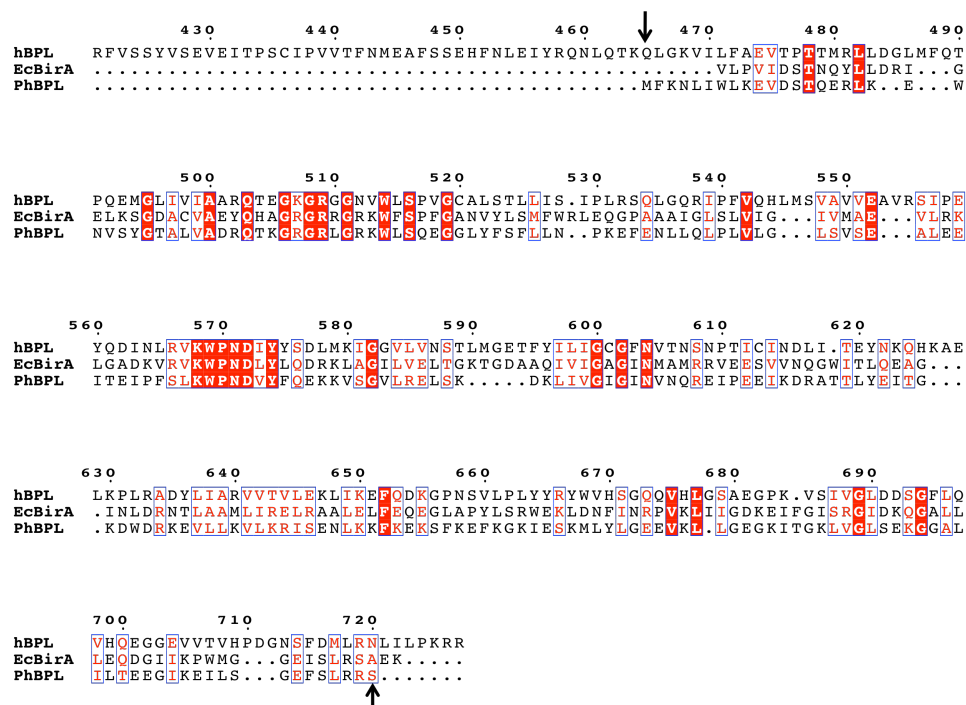 430 440 450 460 470 480 490
hBPL RFVSSYVSEVEITPSCIPVVTFNMEAFSSEHFNLEIYRQNLQTKQLGKVILFAEVTPTTMRLLDGLMFQT
EcBirA ..................................................VLPVIDSTNQYLLDRI...G
PhBPL ............................................MFKNLIWLKEVDSTQERLK..E...W
500 510 520 530 540 550
hBPL PQEMGLIVIAARQTEGKGRGGNVWLSPVGCALSTLLIS.IPLRSQLGQRIPFVQHLMSVAVVEAVRSIPE
EcBirA ELKSGDACVAEYQHAGRGRRGRKWFSPFGANVYLSMFWRLEQGPAAAIGLSLVIG...IVMAE...VLRK
PhBPL NVSYGTALVADRQTKGRGRLGRKWLSQEGGLYFSFLLN..PKEFENLLQLPLVLG...LSVSE...ALEE
560 570 580 590 600 610 620
hBPL YQDINLRVKWPNDIYYSDLMKIGGVLVNSTLMGETFYILIGCGFNVTNSNPTICINDLI.TEYNKQHKAE
EcBirA LGADKVRVKWPNDLYLQDRKLAGILVELTGKTGDAAQIVIGAGINMAMRRVEESVVNQGWITLQEAG...
PhBPL ITEIPFSLKWPNDVYFQEKKVSGVLRELSK.....DKLIVGIGINVNQREIPEEIKDRATTLYEITG...
630 640 650 660 670 680 690
hBPL LKPLRADYLIARVVTVLEKLIKEFQDKGPNSVLPLYYRYWVHSGQQVHLGSAEGPK.VSIVGLDDSGFLQ
EcBirA .INLDRNTLAAMLIRELRAALELFEQEGLAPYLSRWEKLDNFINRPVKLIIGDKEIFGISRGIDKQGALL
PhBPL .KDWDRKEVLLKVLKRISENLKKFKEKSFKEFKGKIESKMLYLGEEVKLLGEGKITGKLVGLSEKGGAL
700 710 720
hBPL VHQEGGEVVTVHPDGNSFDMLRNLILPKRR
EcBirA LEQDGIIKPWMG...GEISLRSAEK.....
PhBPL ILTEEGIKEILS...GEFSLRRS.......